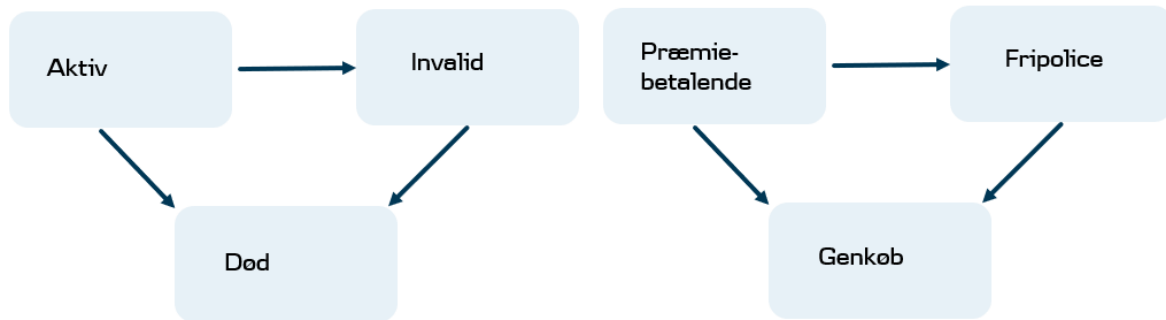 Aktiv
Invalid
Død
Præmie-
betalende
Fripolice
Genkøb